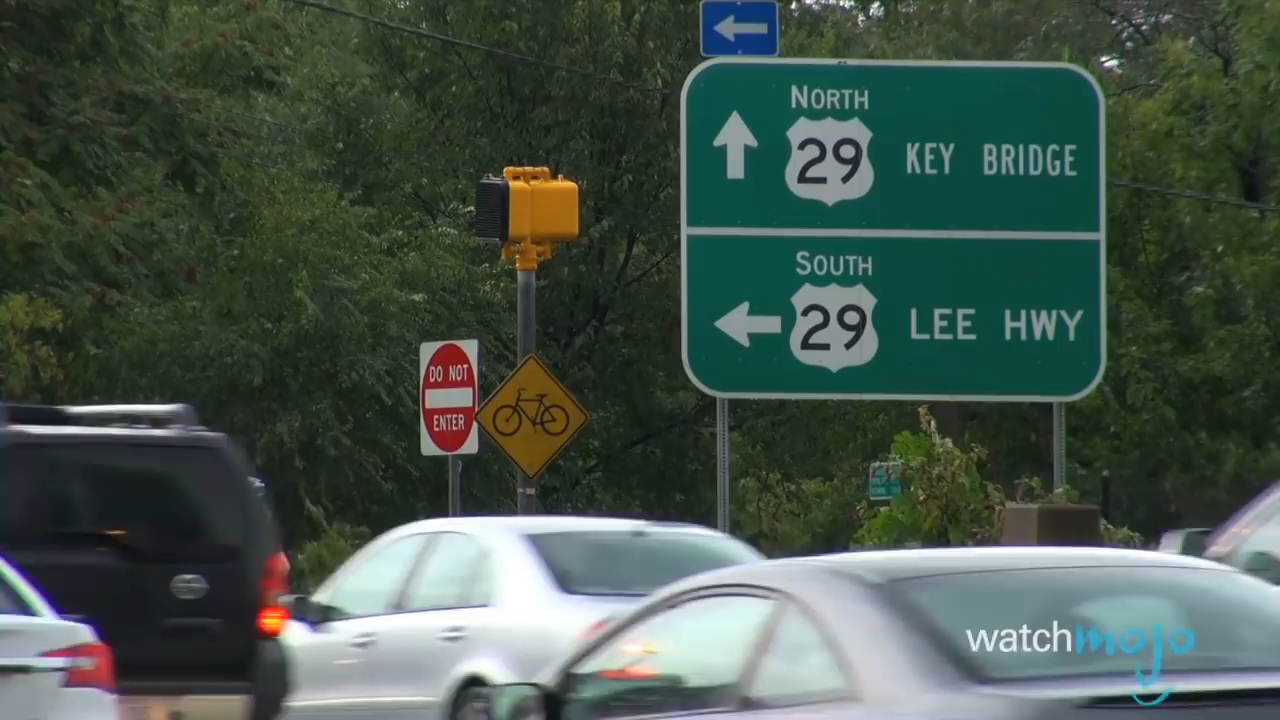 NORTH
29 KEY BRIDGE
SOUTH
29 LEE HWY
DO NOT
ENTER
watchmojo